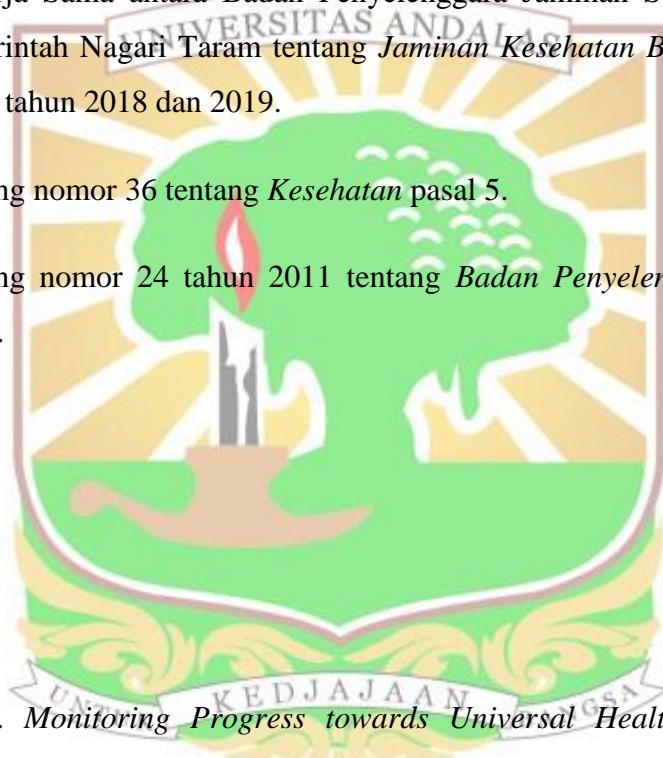 ja Sama antara Badan Penyelenggara Jaminan S
UNIVERSITAS ANDALAS
rintah Nagari Taram tentang Jaminan Kesehatan B
tahun 2018 dan 2019.
ng nomor 36 tentang Kesehatan pasal 5.
ng nomor 24 tahun 2011 tentang Badan Penyelen
.
UNTUK KEDJAJAAN BANGSA
. Monitoring Progress towards Universal Healt